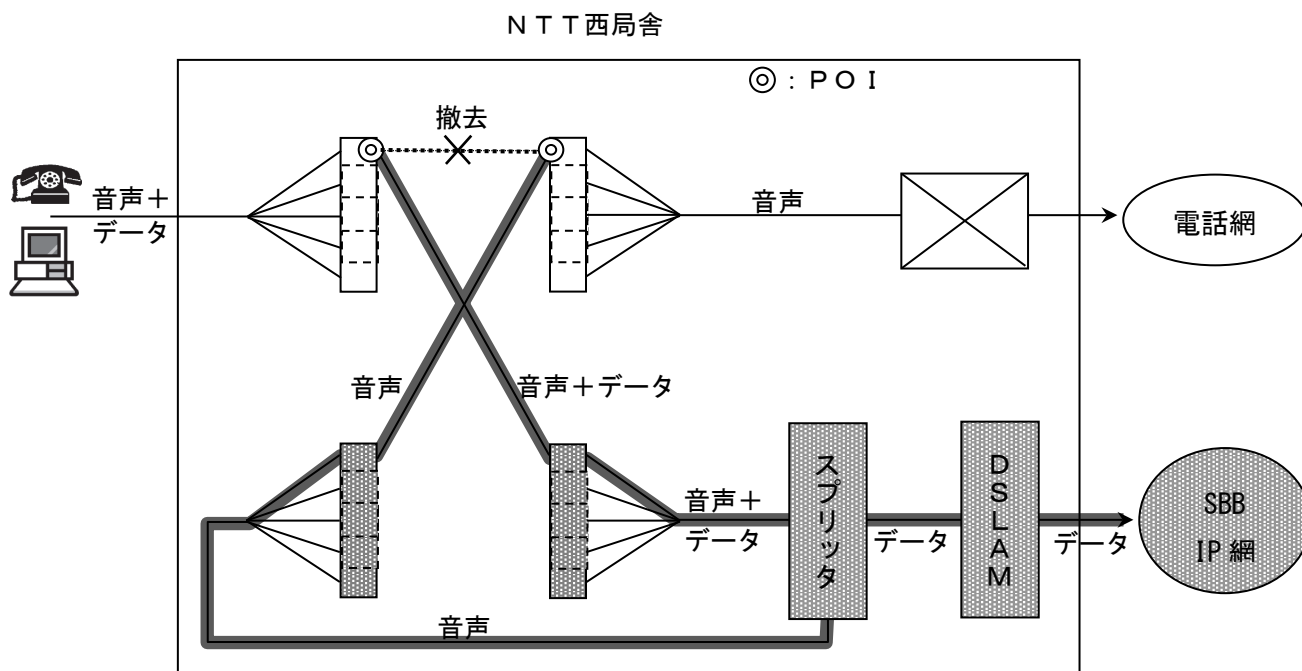 ＮＴＴ西局舎
◎：ＰＯＩ
撤去
音声＋
データ
音声
電話網
音声
音声＋データ
音声＋
データ
スプリッタ
データ
ＤＳＬＡＭ
データ
SBB
IP 網
音声